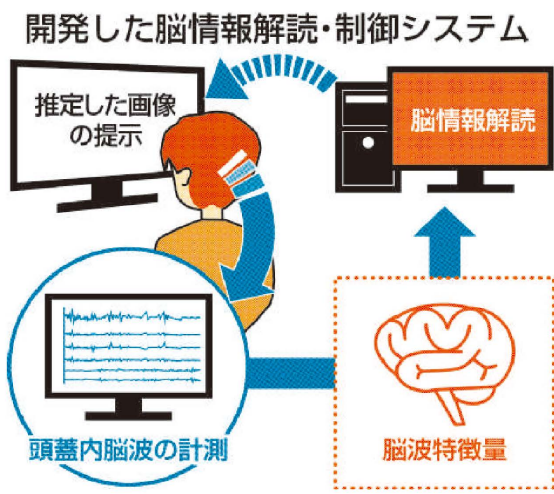 開発した脳情報解読・制御システム
推定した画像
の提示
脳情報解読
頭蓋内脳波の計測
脳波特徴量